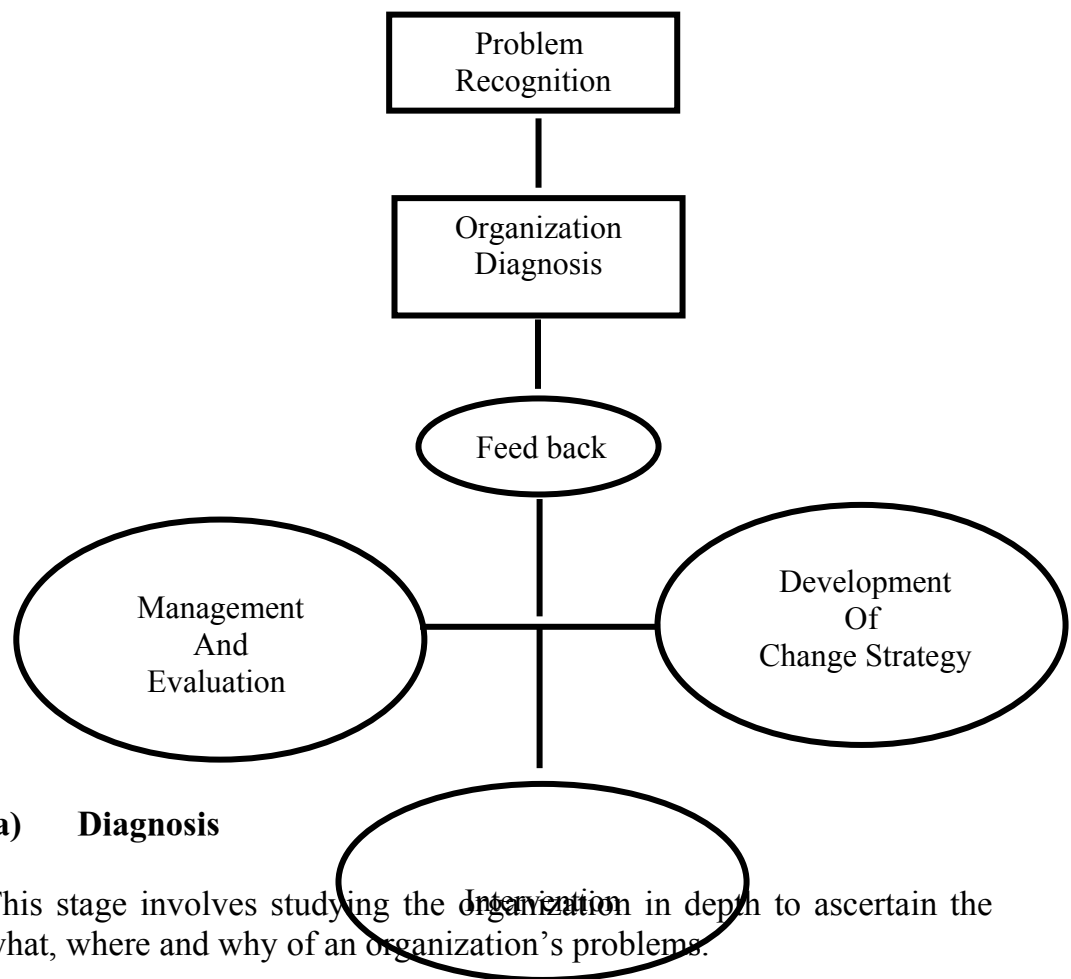 Problem
Recognition
Organization
Diagnosis
Feed back
Development
Of
Change Strategy
Management
And
Evaluation
a) Diagnosis
Intervention
This stage involves studying the organization in depth to ascertain the
what, where and why of an organization’s problems.